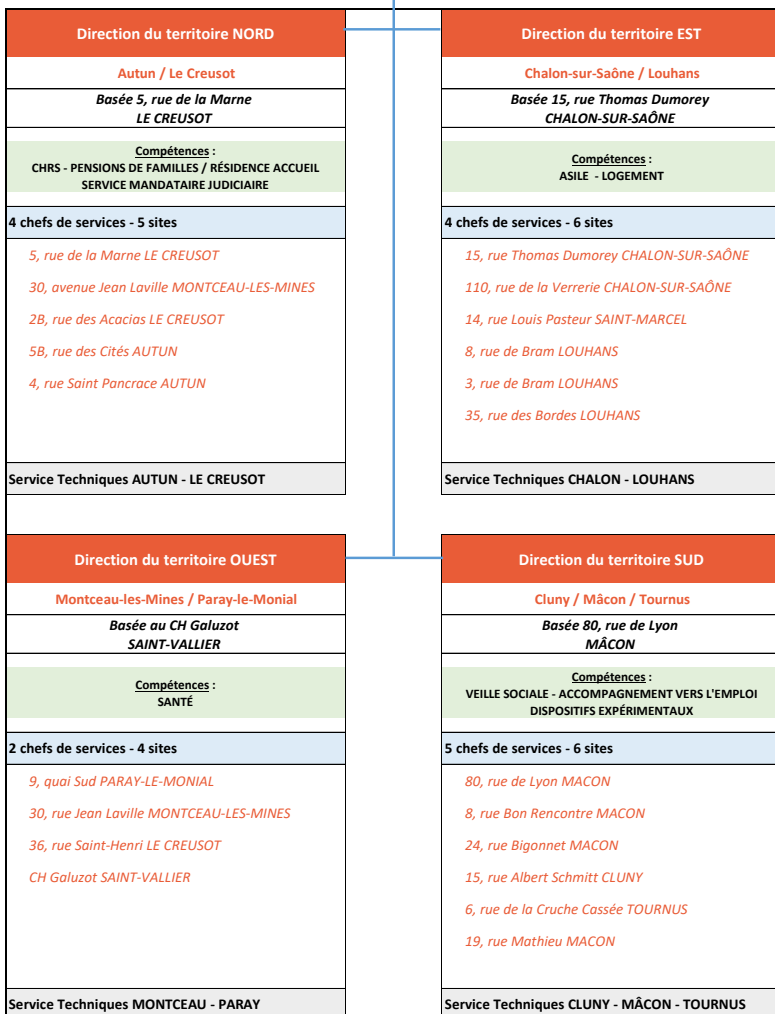 Direction du territoire NORD
Autun / Le Creusot
Basée 5, rue de la Marne
LE CREUSOT
Compétences :
CHRS - PENSIONS DE FAMILLES / RÉSIDENCE ACCUEIL
SERVICE MANDATAIRE JUDICIAIRE
4 chefs de services - 5 sites
5, rue de la Marne LE CREUSOT
30, avenue Jean Laville MONTCEAU-LES-MINES
2B, rue des Acacias LE CREUSOT
5B, rue des Cités AUTUN
4, rue Saint Pancrace AUTUN
Service Techniques AUTUN - LE CREUSOT
Direction du territoire EST
Chalon-sur-Saône / Louhans
Basée 15, rue Thomas Dumorey
CHALON-SUR-SAÔNE
Compétences :
ASILE - LOGEMENT
4 chefs de services - 6 sites
15, rue Thomas Dumorey CHALON-SUR-SAÔNE
110, rue de la Verrerie CHALON-SUR-SAÔNE
14, rue Louis Pasteur SAINT-MARCEL
8, rue de Bram LOUHANS
3, rue de Bram LOUHANS
35, rue des Bordes LOUHANS
Service Techniques CHALON - LOUHANS
Direction du territoire OUEST
Montceau-les-Mines / Paray-le-Monial
Basée au CH Galuzot
SAINT-VALLIER
Compétences :
SANTÉ
2 chefs de services - 4 sites
9, quai Sud PARAY-LE-MONIAL
30, rue Jean Laville MONTCEAU-LES-MINES
36, rue Saint-Henri LE CREUSOT
CH Galuzot SAINT-VALLIER
Service Techniques MONTCEAU - PARAY
Direction du territoire SUD
Cluny / Mâcon / Tournus
Basée 80, rue de Lyon
MÂCON
Compétences :
VEILLE SOCIALE - ACCOMPAGNEMENT VERS L'EMPLOI
DISPOSITIFS EXPÉRIMENTAUX
5 chefs de services - 6 sites
80, rue de Lyon MACON
8, rue Bon Rencontre MACON
24, rue Bigonnet MACON
15, rue Albert Schmitt CLUNY
6, rue de la Cruche Cassée TOURNUS
19, rue Mathieu MACON
Service Techniques CLUNY - MÂCON - TOURNUS